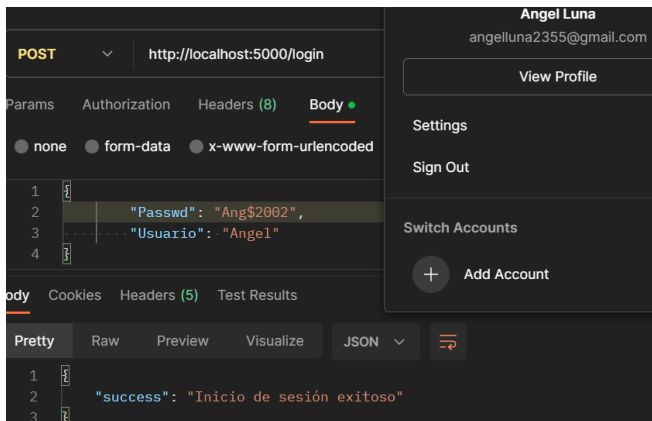 Angel Luna
angelluna2355@gmail.com
View Profile
Settings
Sign Out
Switch Accounts
+ Add Account
POST http://localhost:5000/login
Params Authorization Headers (8) Body
none form-data x-www-form-urlencoded
1 {
2 "Passwd": "Ang$2002",
3 "Usuario": "Angel"
4 }
ody Cookies Headers (5) Test Results
Pretty Raw Preview Visualize JSON
1 {
2 "success": "Inicio de sesión exitoso"
3 }